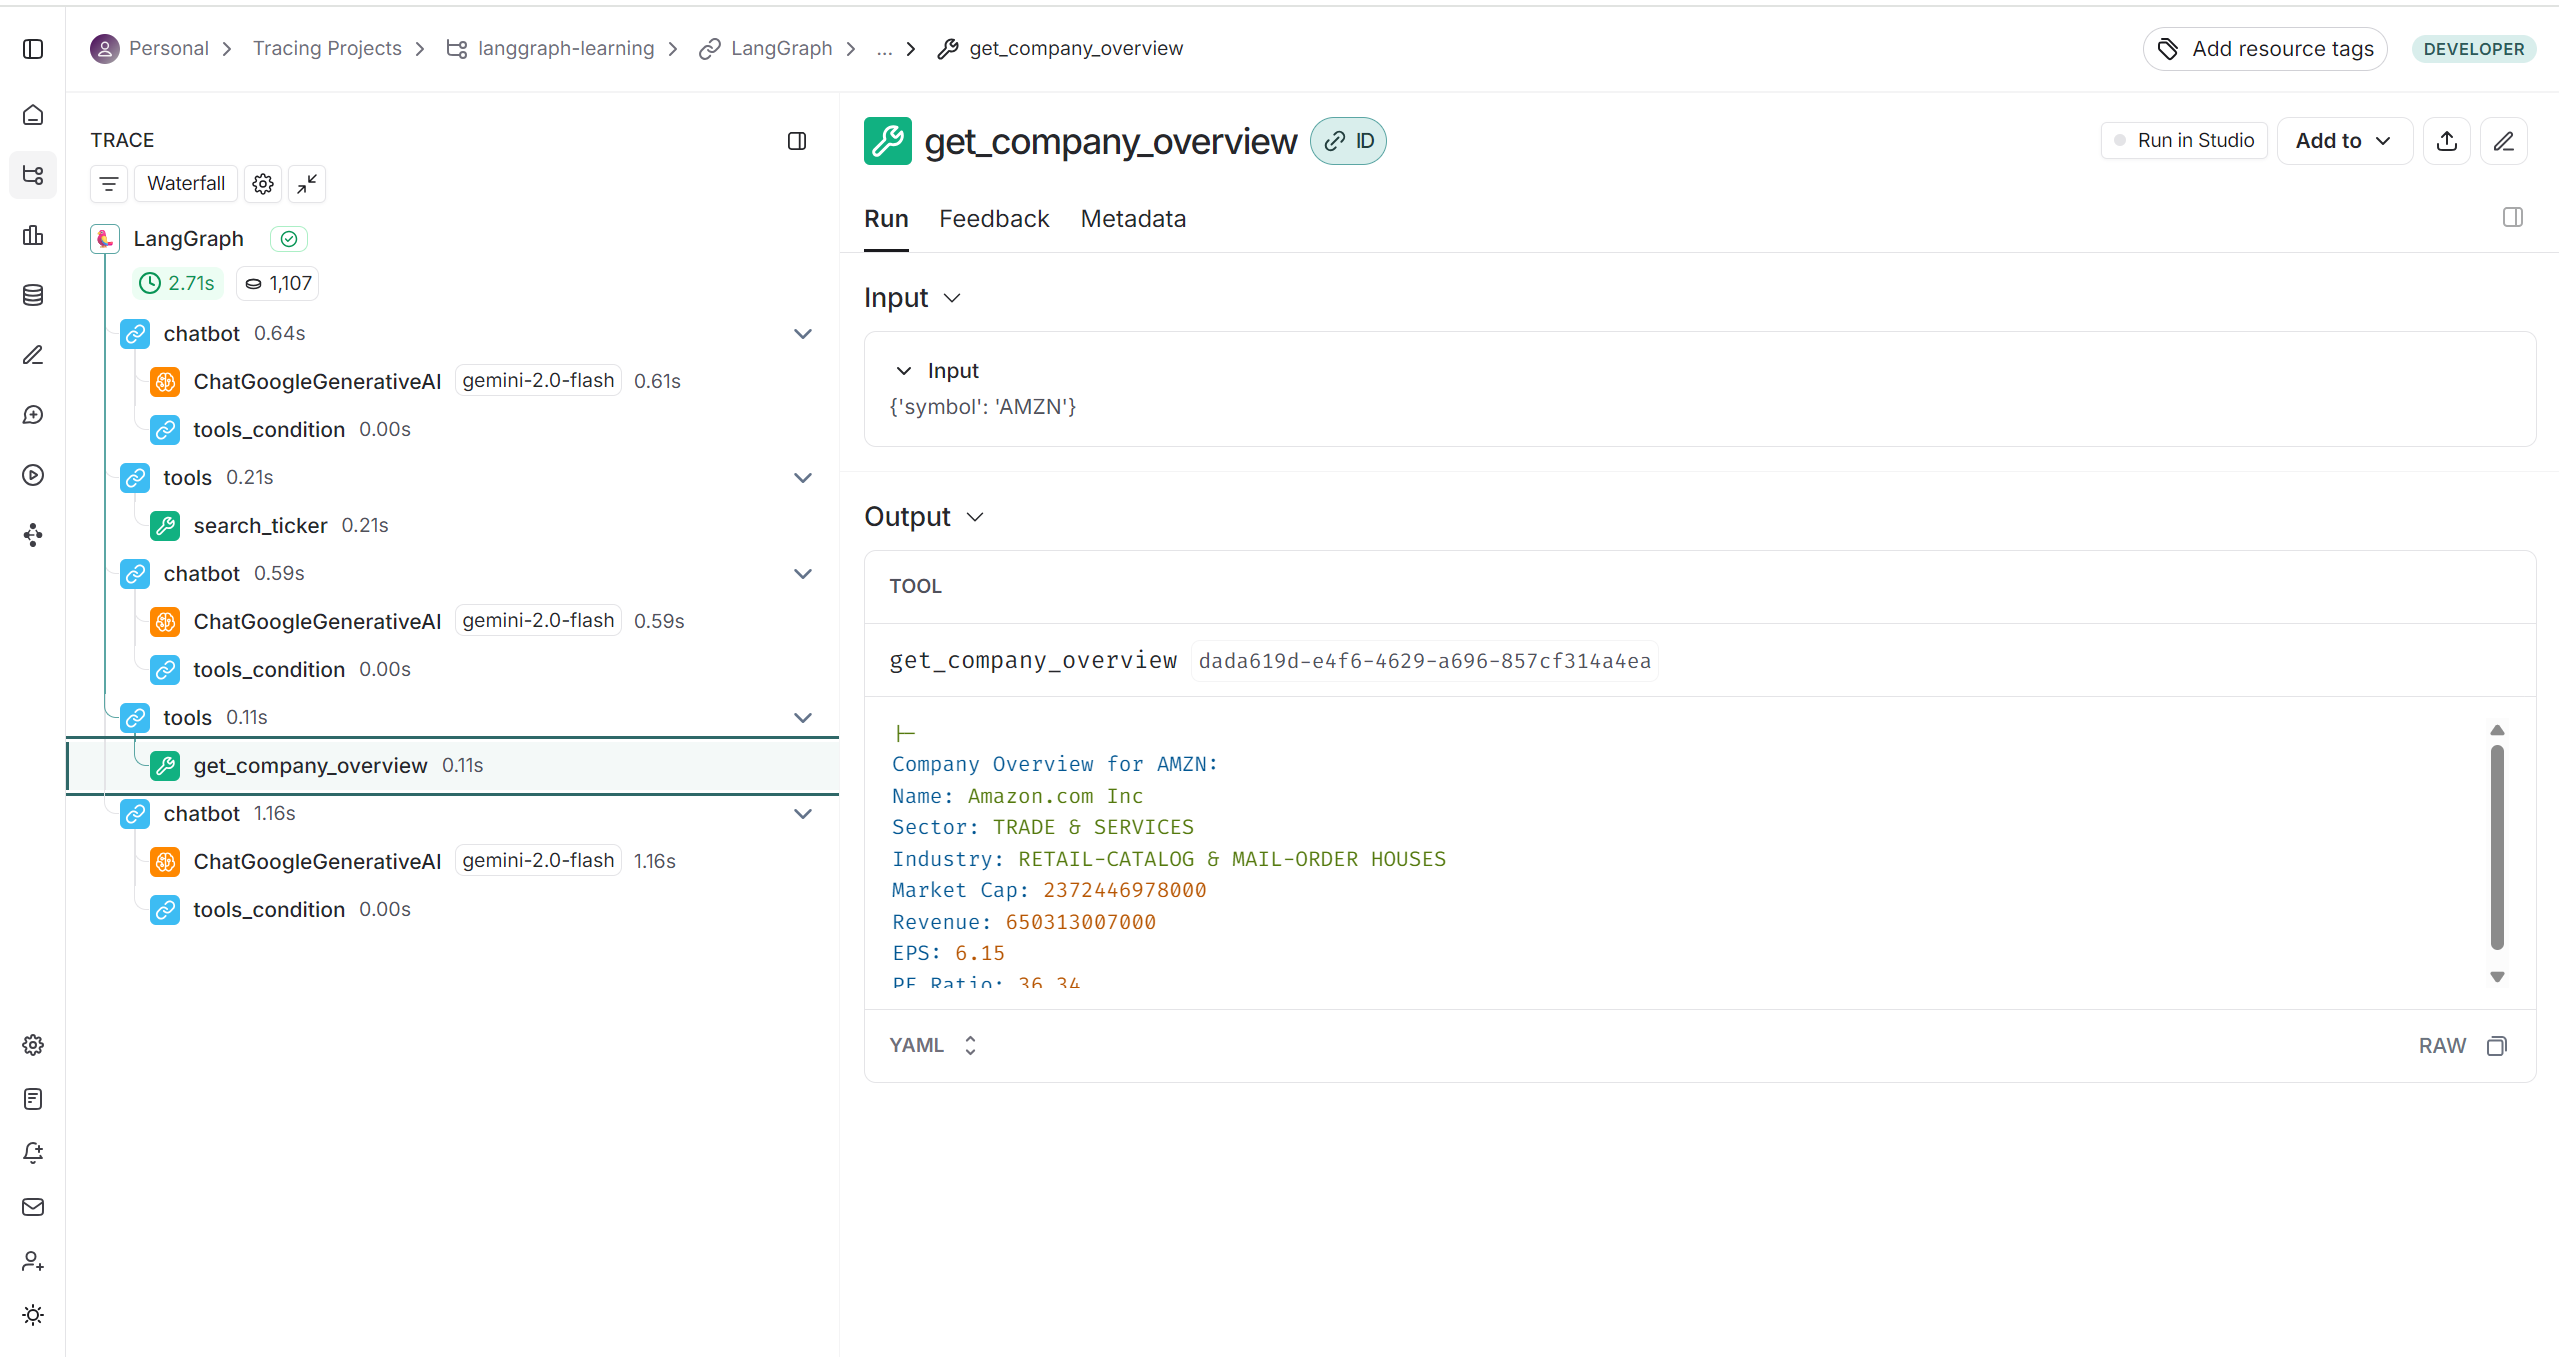 Personal > Tracing Projects > langgraph-learning > LangGraph > ... > get_company_overview
Add resource tags
DEVELOPER
TRACE
Waterfall
LangGraph
2.71s 1,107
chatbot 0.64s
ChatGoogleGenerativeAI gemini-2.0-flash 0.61s
tools_condition 0.00s
tools 0.21s
search_ticker 0.21s
chatbot 0.59s
ChatGoogleGenerativeAI gemini-2.0-flash 0.59s
tools_condition 0.00s
tools 0.11s
get_company_overview 0.11s
chatbot 1.16s
ChatGoogleGenerativeAI gemini-2.0-flash 1.16s
tools_condition 0.00s
get_company_overview ID
Run in Studio
Add to
Run Feedback Metadata
Input
Input
{'symbol': 'AMZN'}
Output
TOOL
get_company_overview dada619d-e4f6-4629-a696-857cf314a4ea
|-
Company Overview for AMZN:
Name: Amazon.com Inc
Sector: TRADE & SERVICES
Industry: RETAIL-CATALOG & MAIL-ORDER HOUSES
Market Cap: 2372446978000
Revenue: 650313007000
EPS: 6.15
PE Ratio: 36.34
YAML
RAW